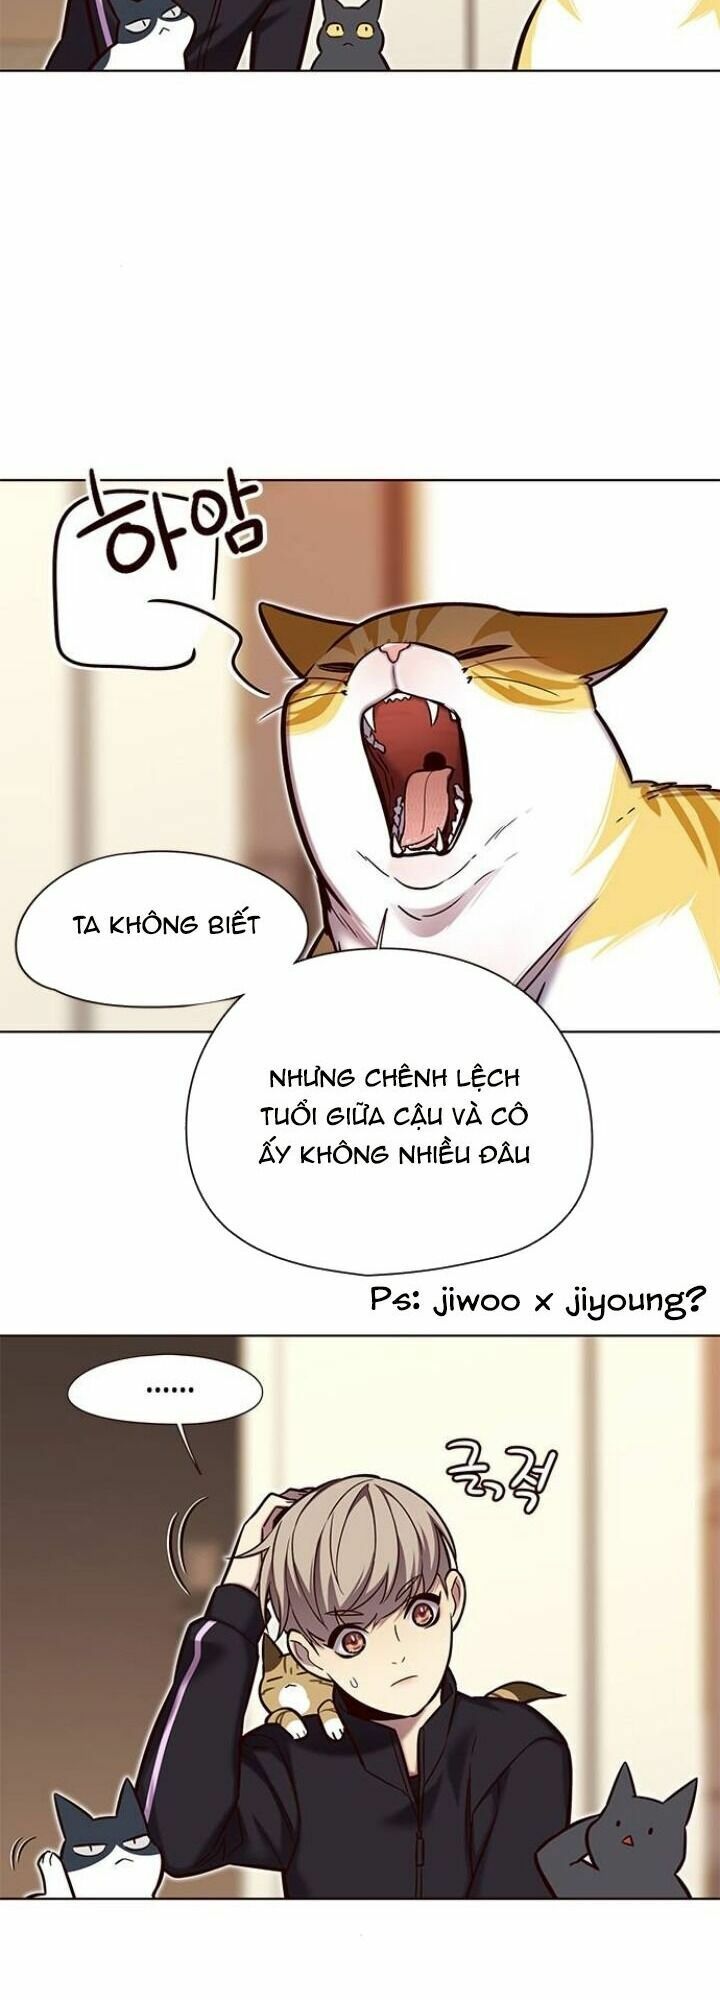 하암
TA KHÔNG BIẾT
NHƯNG CHÊNH LỆCH
TUỔI GIỮA CẬU VÀ CÔ
ẤY KHÔNG NHIỀU ĐÂU
Ps: jiwoo x jiyoung?
......
긁적